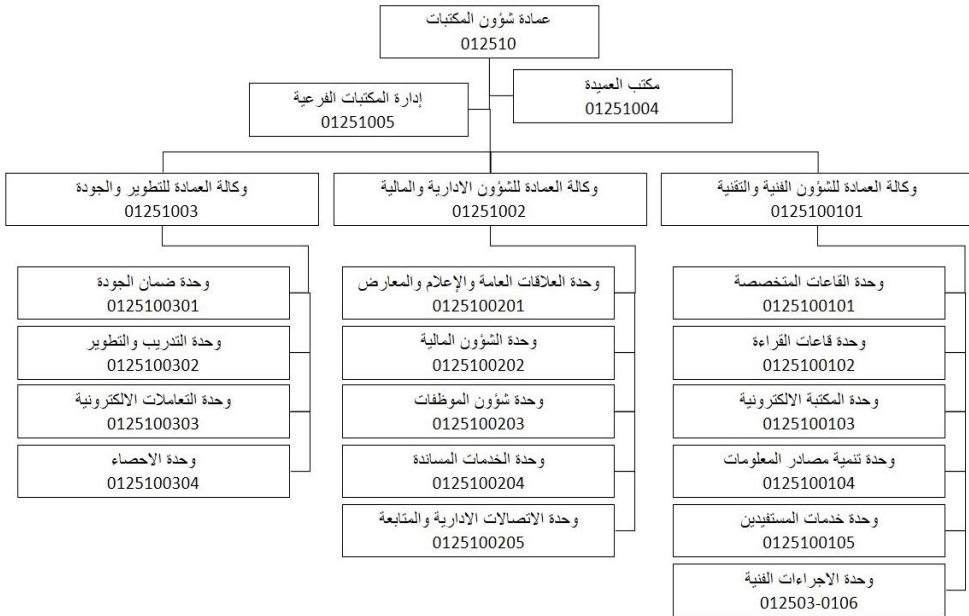 عمادة شؤون المكتبات
012510
مكتب العميدة
01251004
إدارة المكتبات الفرعية
01251005
وكالة العمادة للشؤون الفنية والتقنية
0125100101
وكالة العمادة للشؤون الادارية والمالية
01251002
وكالة العمادة للتطوير والجودة
01251003
وحدة القاعات المتخصصة
0125100101
وحدة قاعات القراءة
0125100102
وحدة المكتبة الالكترونية
0125100103
وحدة تنمية مصادر المعلومات
0125100104
وحدة خدمات المستفيدين
0125100105
وحدة الاجراءات الفنية
012503-0106
وحدة العلاقات العامة والإعلام والمعارض
0125100201
وحدة الشؤون المالية
0125100202
وحدة شؤون الموظفات
0125100203
وحدة الخدمات المساندة
0125100204
وحدة الاتصالات الادارية والمتابعة
0125100205
وحدة ضمان الجودة
0125100301
وحدة التدريب والتطوير
0125100302
وحدة التعاملات الالكترونية
0125100303
وحدة الاحصاء
0125100304